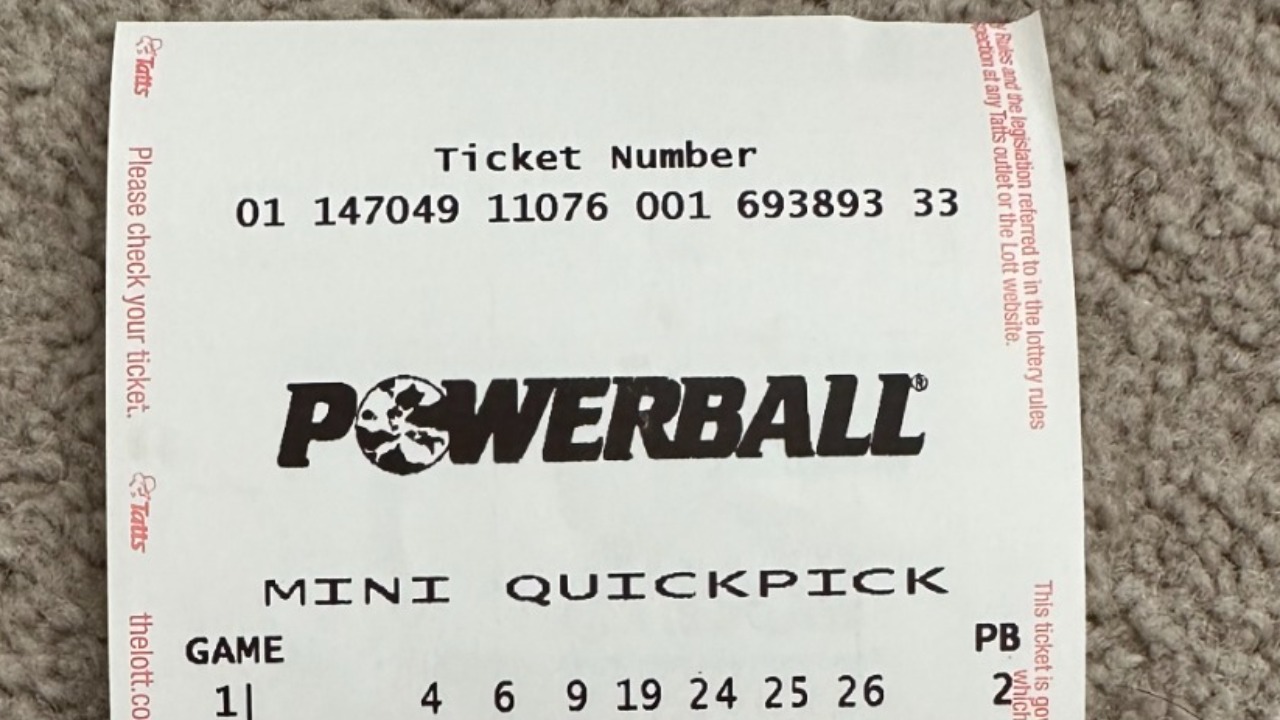 Ticket Number
01 147049 11076 001 693893 33
POWERBALL®
MINI QUICKPICK
GAME PB
1| 4 6 9 19 24 25 26 2
Tatts
Please check your ticket.
Tatts
thelott.co
Rules and the legislation referred to in the lottery rules
at any Tatts outlet or the Lott website.
This ticket is go
which